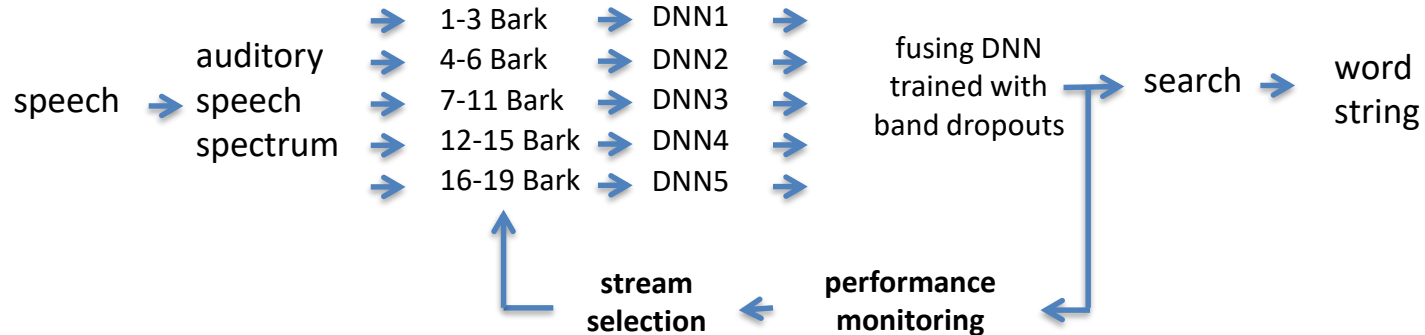 speech
auditory
speech
spectrum
1-3 Bark
4-6 Bark
7-11 Bark
12-15 Bark
16-19 Bark
DNN1
DNN2
DNN3
DNN4
DNN5
fusing DNN
trained with
band dropouts
search
word
string
stream
selection
performance
monitoring